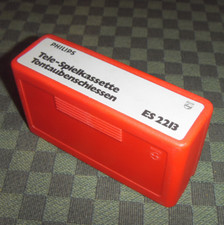 PHILIPS
Tele-Spielkassette
Tontaubenschiessen
ES 2213